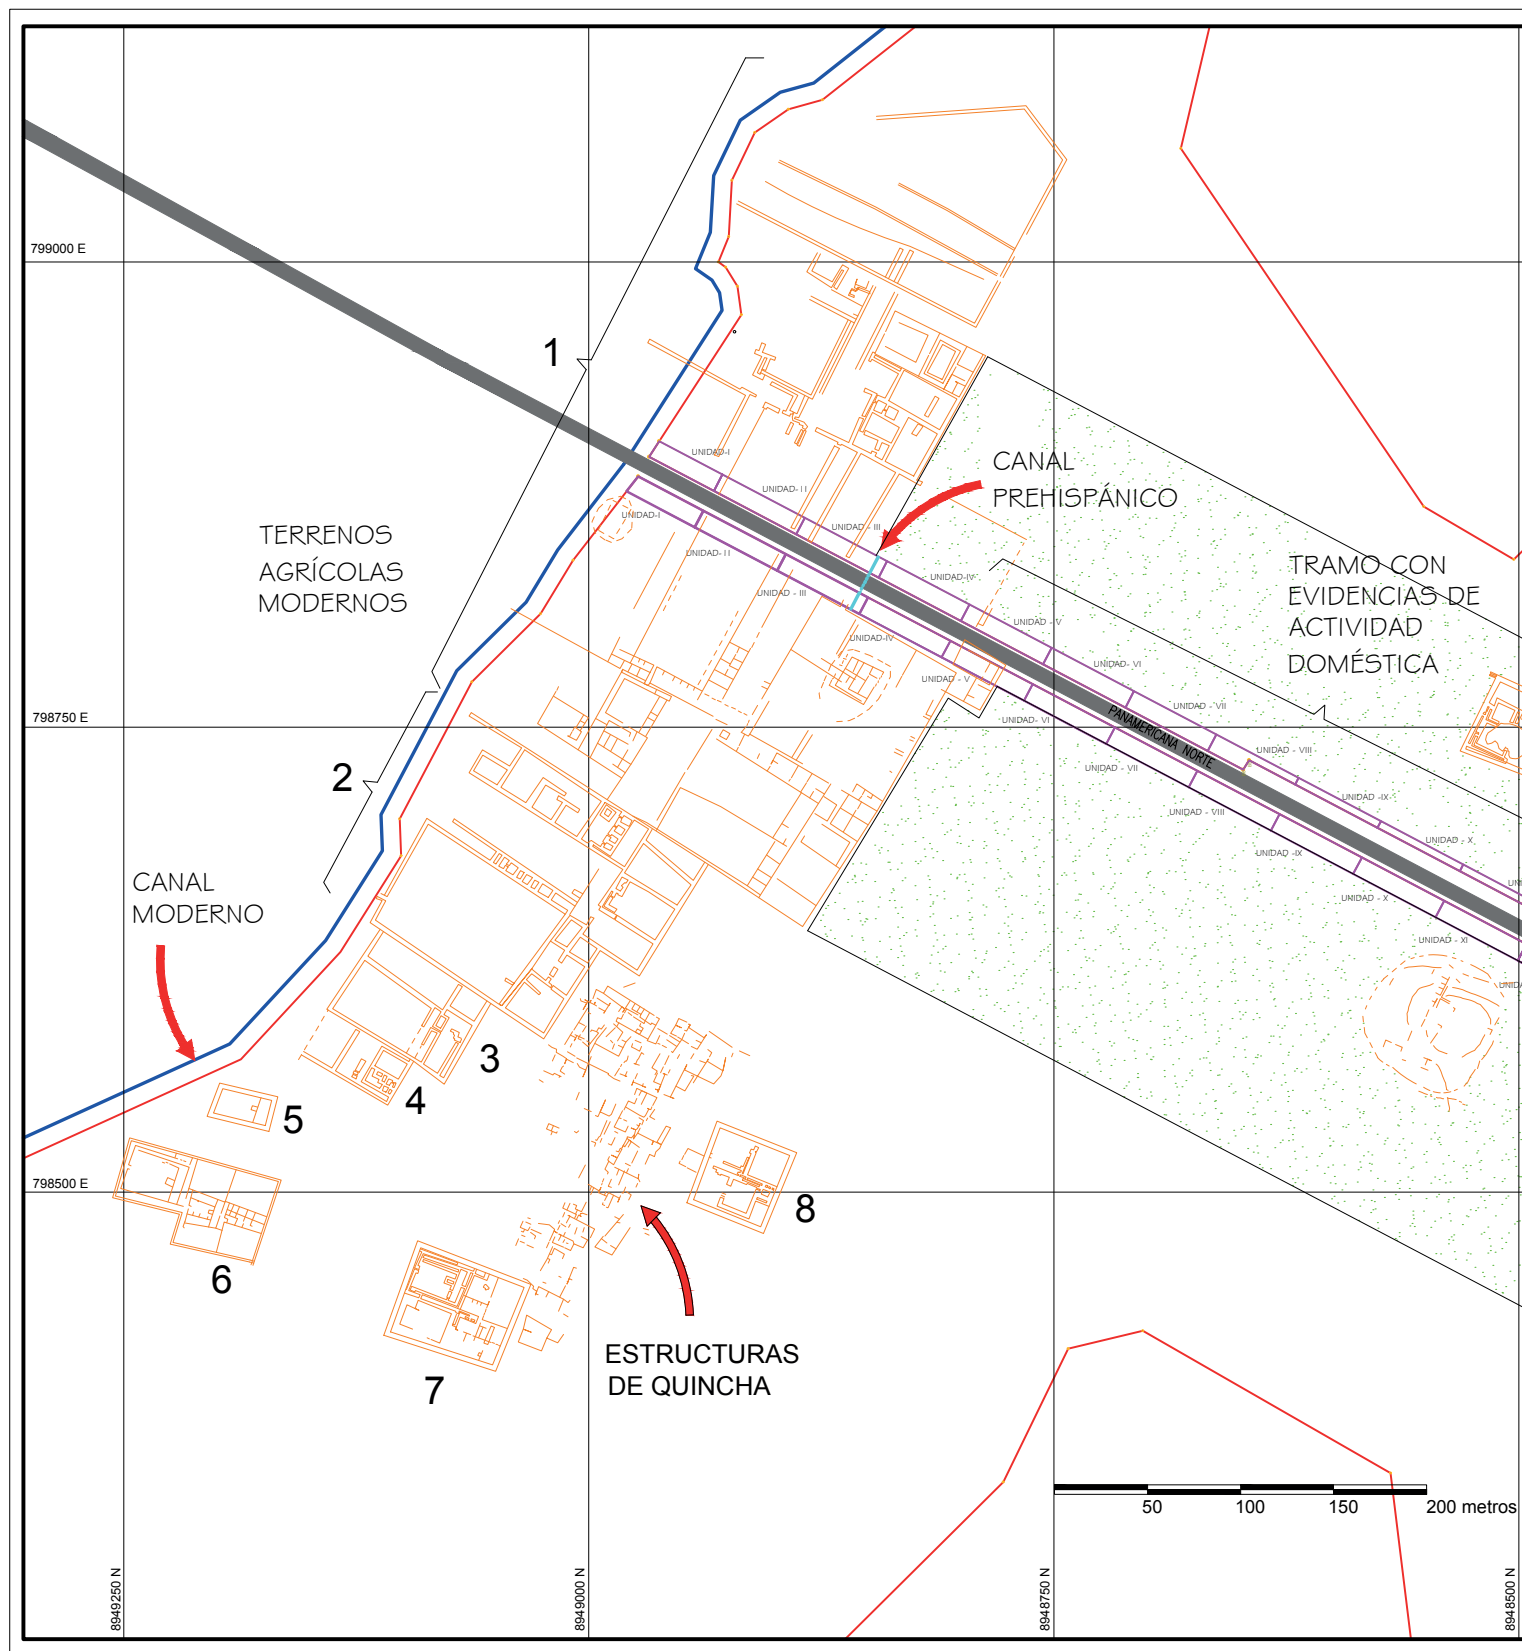 799000 E
1
UNIDAD-I
UNIDAD-II
UNIDAD - III
UNIDAD-IV
UNIDAD - V
UNIDAD- VI
UNIDAD - VII
UNIDAD - VIII
UNIDAD -IX
UNIDAD - X
CANAL
PREHISPÁNICO
TERRENOS
AGRÍCOLAS
MODERNOS
TRAMO CON
EVIDENCIAS DE
ACTIVIDAD
DOMÉSTICA
UNIDAD-I
UNIDAD- II
UNIDAD - III
UNIDAD-IV
UNIDAD - V
UNIDAD- VI
UNIDAD - VII
UNIDAD - VIII
UNIDAD -IX
UNIDAD - X
UNIDAD - XI
PANAMERICANA NORTE
798750 E
2
CANAL
MODERNO
3
4
5
798500 E
6
7
8
ESTRUCTURAS
DE QUINCHA
50
100
150
200 metros
8949250 N
8949000 N
8948750 N
8948500 N